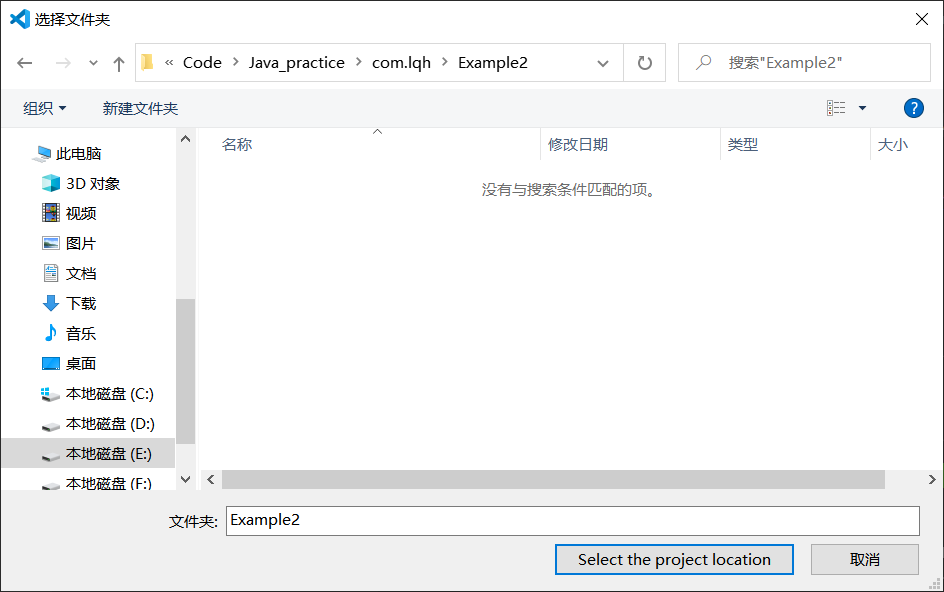 选择文件夹
« Code > Java_practice > com.lqh > Example2
搜索"Example2"
组织 新建文件夹 ?
名称 修改日期 类型 大小
没有与搜索条件匹配的项。
此电脑
3D 对象
视频
图片
文档
下载
音乐
桌面
本地磁盘 (C:)
本地磁盘 (D:)
本地磁盘 (E:)
本地磁盘 (F:)
文件夹: Example2
Select the project location 取消